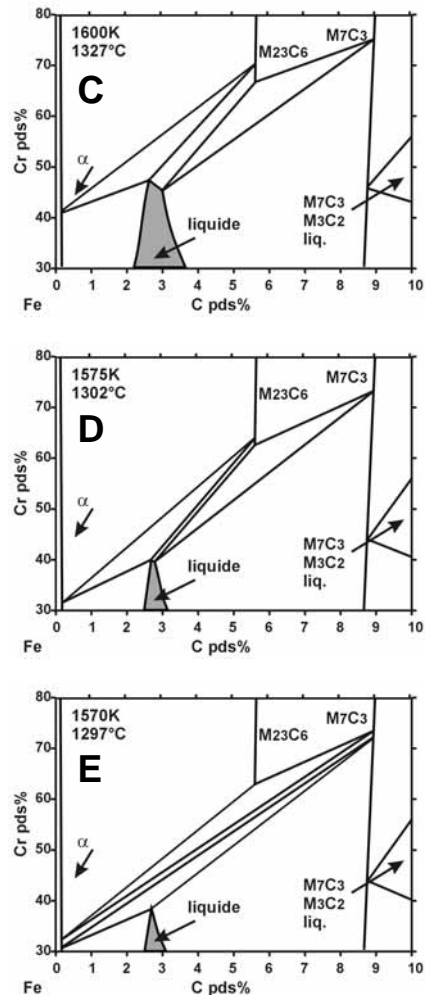 1600K
1327°C
C
M7C3
M23C6
α
liquide
M7C3
M3C2
liq.
Cr pds%
80
70
60
50
40
30
0 1 2 3 4 5 6 7 8 9 10
Fe
C pds%
1575K
1302°C
D
M7C3
M23C6
α
liquide
M7C3
M3C2
liq.
Cr pds%
80
70
60
50
40
30
0 1 2 3 4 5 6 7 8 9 10
Fe
C pds%
1570K
1297°C
E
M7C3
M23C6
α
liquide
M7C3
M3C2
liq.
Cr pds%
80
70
60
50
40
30
0 1 2 3 4 5 6 7 8 9 10
Fe
C pds%